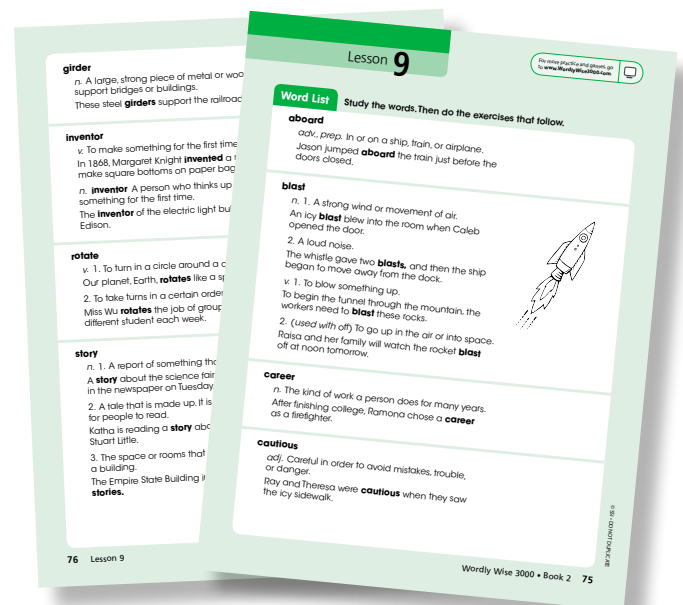 Lesson 9
For more practice and games, go
to www.WordlyWise3000.com.
Word List Study the words. Then do the exercises that follow.
aboard
adv., prep. In or on a ship, train, or airplane.
Jason jumped aboard the train just before the
doors closed.
blast
n. 1. A strong wind or movement of air.
An icy blast blew into the room when Caleb
opened the door.
2. A loud noise.
The whistle gave two blasts, and then the ship
began to move away from the dock.
v. 1. To blow something up.
To begin the tunnel through the mountain, the
workers need to blast these rocks.
2. (used with off) To go up in the air or into space.
Raisa and her family will watch the rocket blast
off at noon tomorrow.
career
n. The kind of work a person does for many years.
After finishing college, Ramona chose a career
as a firefighter.
cautious
adj. Careful in order to avoid mistakes, trouble,
or danger.
Ray and Theresa were cautious when they saw
the icy sidewalk.
© SSI • DO NOT DUPLICATE
Wordly Wise 3000 • Book 2 75
girder
n. A large, strong piece of metal or woo
support bridges or buildings.
These steel girders support the railroad
inventor
v. To make something for the first time
In 1868, Margaret Knight invented a
make square bottoms on paper bag
n. inventor A person who thinks up
something for the first time.
The inventor of the electric light bu
Edison.
rotate
v. 1. To turn in a circle around a c
Our planet, Earth, rotates like a sp
2. To take turns in a certain order
Miss Wu rotates the job of group
different student each week.
story
n. 1. A report of something tha
A story about the science fair
in the newspaper on Tuesday
2. A tale that is made up. It is
for people to read.
Katha is reading a story abo
Stuart Little.
3. The space or rooms that
a building.
The Empire State Building i
stories.
76 Lesson 9